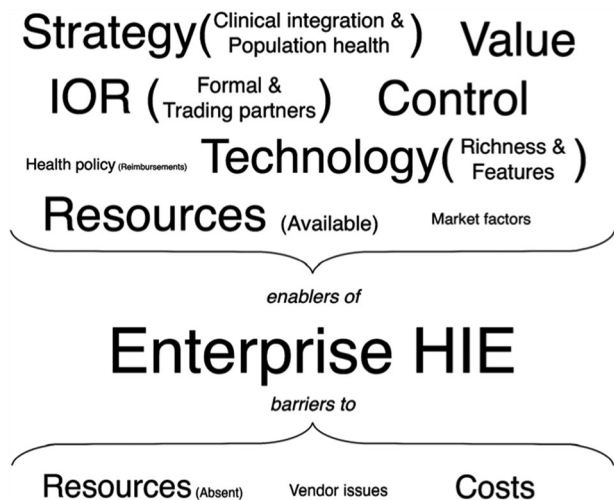 Strategy (Clinical integration & Population health) Value
IOR (Formal & Trading partners) Control
Health policy (Reimbursements) Technology (Richness & Features)
Resources (Available) Market factors
enablers of
Enterprise HIE
barriers to
Resources (Absent) Vendor issues Costs